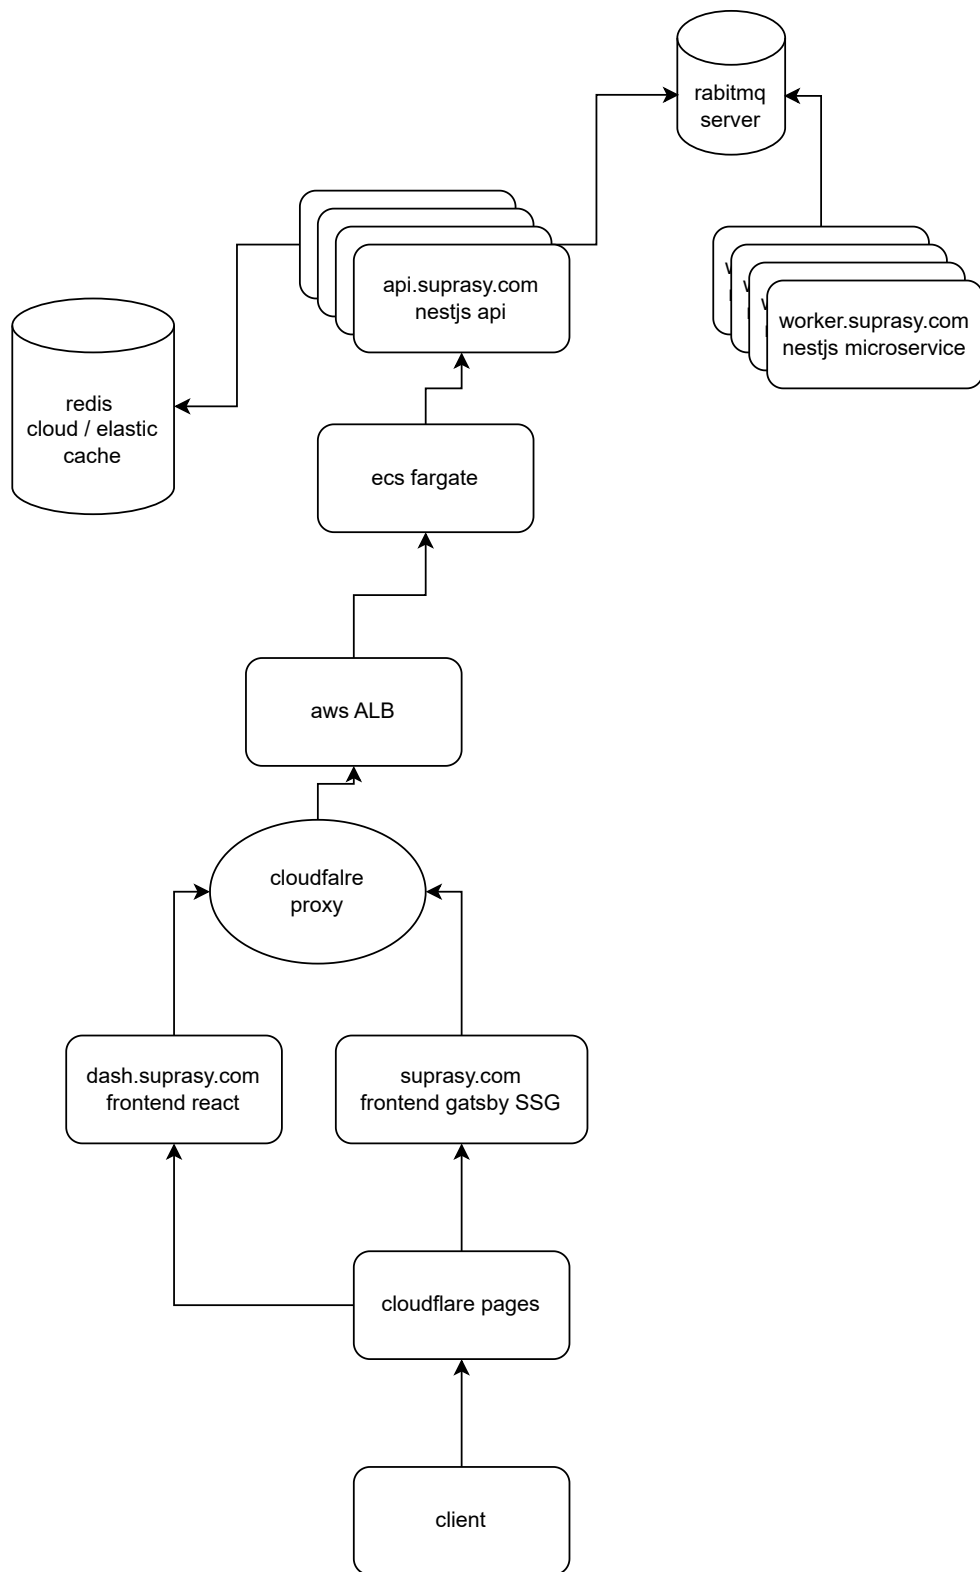 rabitmq
server
api.suprasy.com
nestjs api
worker.suprasy.com
nestjs microservice
redis
cloud / elastic
cache
ecs fargate
aws ALB
cloudfalre
proxy
dash.suprasy.com
frontend react
suprasy.com
frontend gatsby SSG
cloudflare pages
client